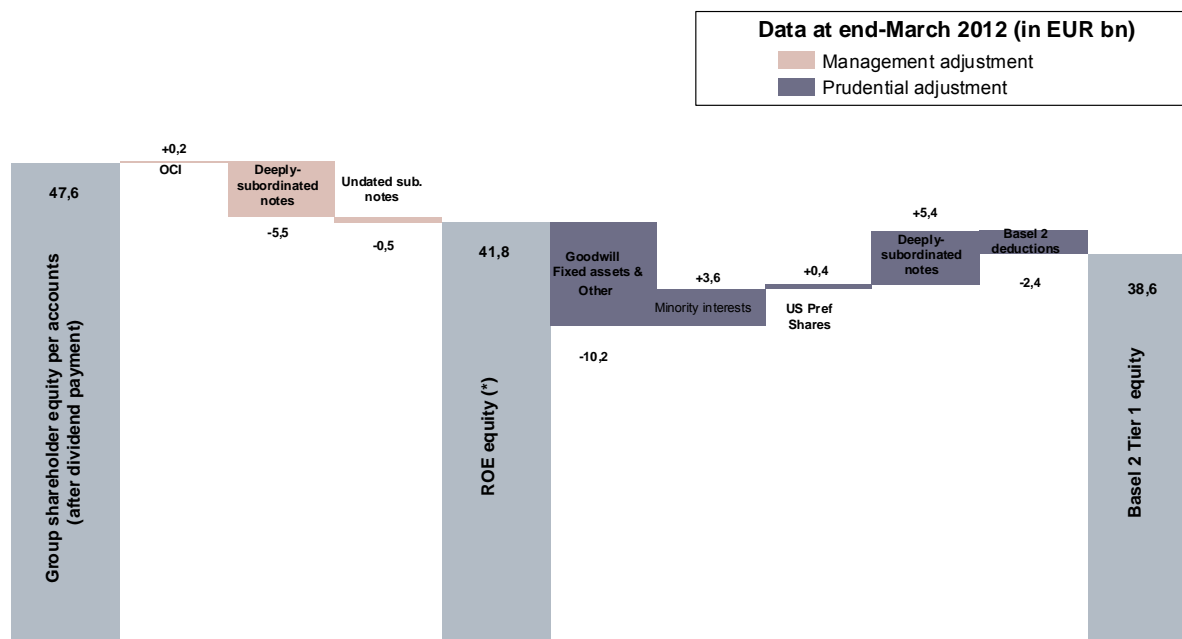 Data at end-March 2012 (in EUR bn)
Management adjustment
Prudential adjustment
47,6
Group shareholder equity per accounts
(after dividend payment)
+0,2
OCI
Deeply-
subordinated
notes
-5,5
Undated sub.
notes
-0,5
41,8
ROE equity (*)
Goodwill
Fixed assets &
Other
-10,2
+3,6
Minority interests
+0,4
US Pref
Shares
+5,4
Deeply-
subordinated
notes
Basel 2
deductions
-2,4
38,6
Basel 2 Tier 1 equity